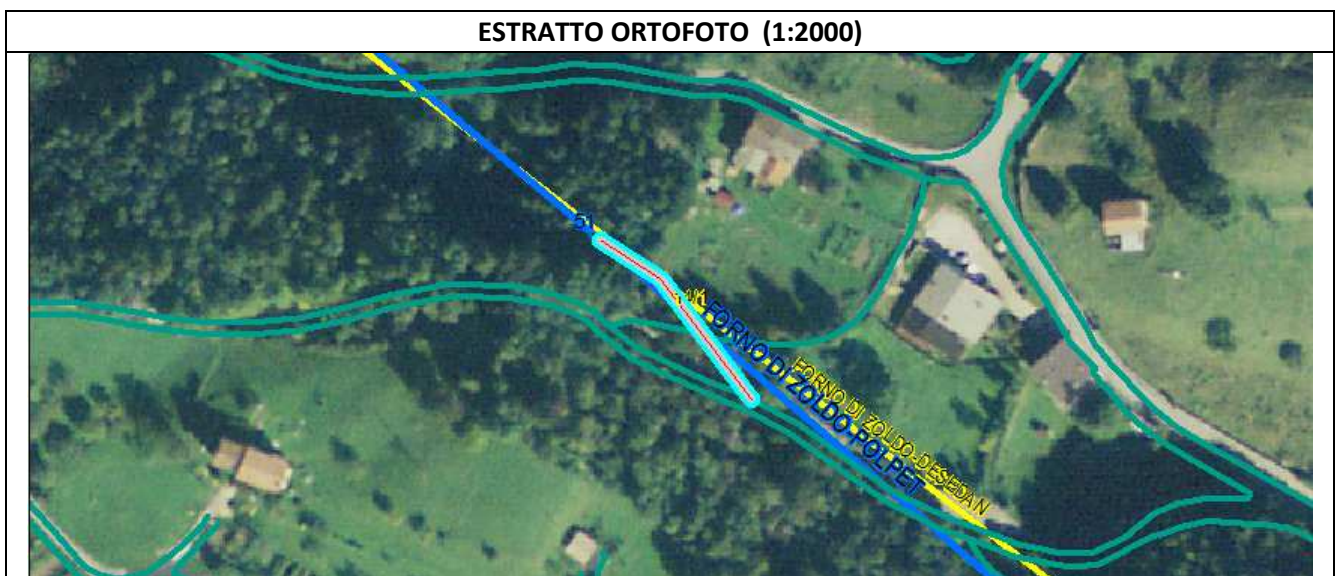 ESTRATTO ORTOFOTO (1:2000)
FORNO DI ZOLDO-POLPET
FORNO DI ZOLDO-DESEDAN